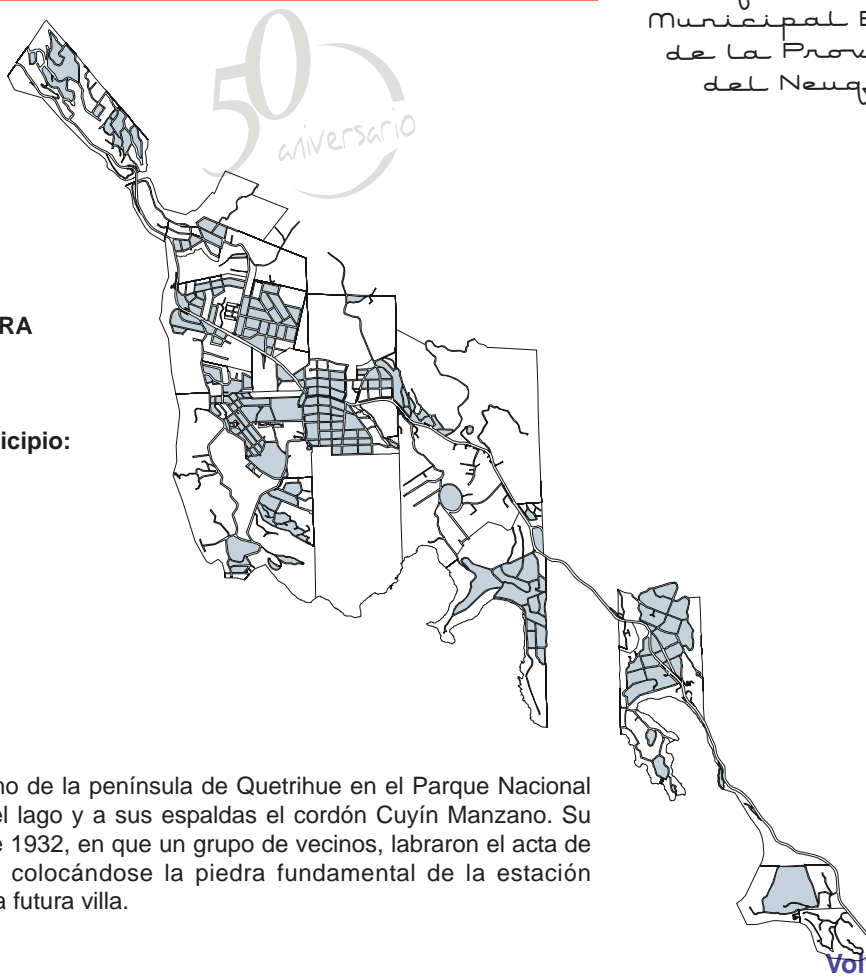 Municipal
de la
del
50
aniversario
RA
icipio:
no de la península de Quetrihue en el Parque Nacional
el lago y a sus espaldas el cordón Cuyín Manzano. Su
e 1932, en que un grupo de vecinos, labraron el acta de
colocándose la piedra fundamental de la estación
a futura villa.
Vol